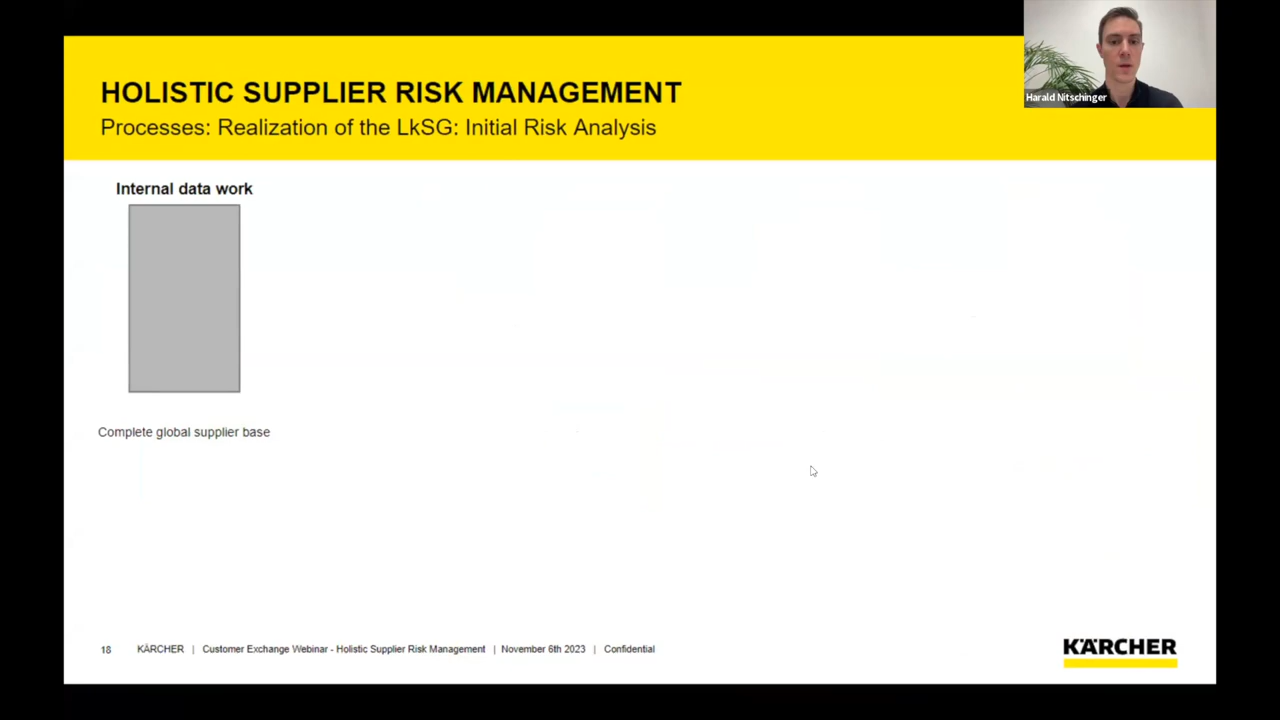 HOLISTIC SUPPLIER RISK MANAGEMENT
Processes: Realization of the LkSG: Initial Risk Analysis
Harald Nitschinger
Internal data work
Complete global supplier base
18 KÄRCHER | Customer Exchange Webinar - Holistic Supplier Risk Management | November 6th 2023 | Confidential
KÄRCHER